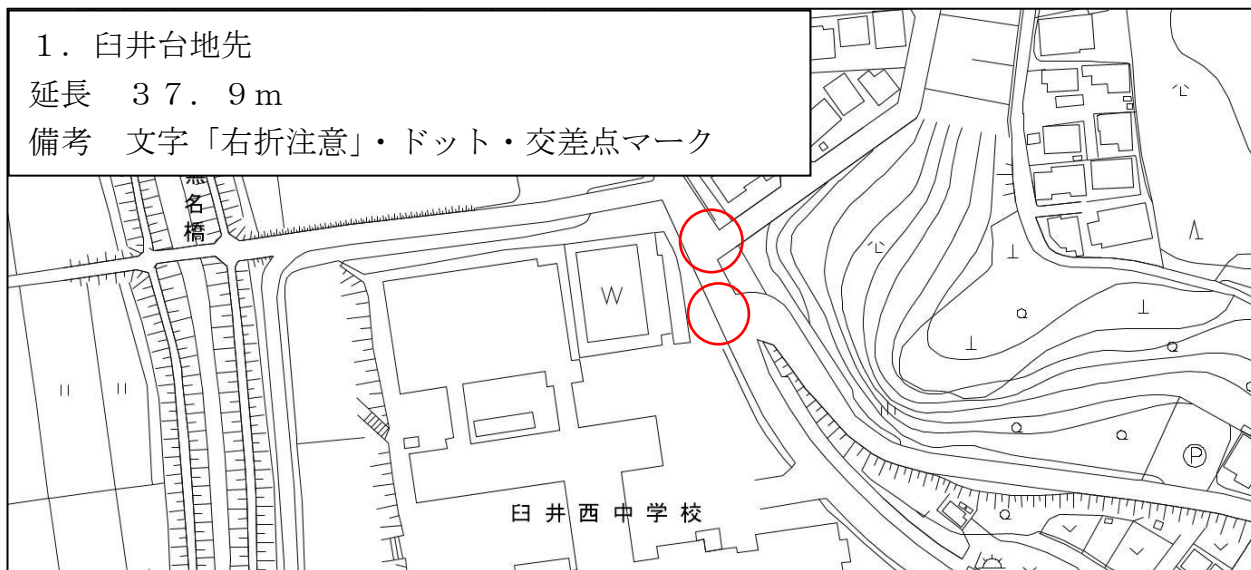 1．臼井台地先
延長　３７．９ｍ
備考　文字「右折注意」・ドット・交差点マーク
無名橋
W
臼井西中学校
P